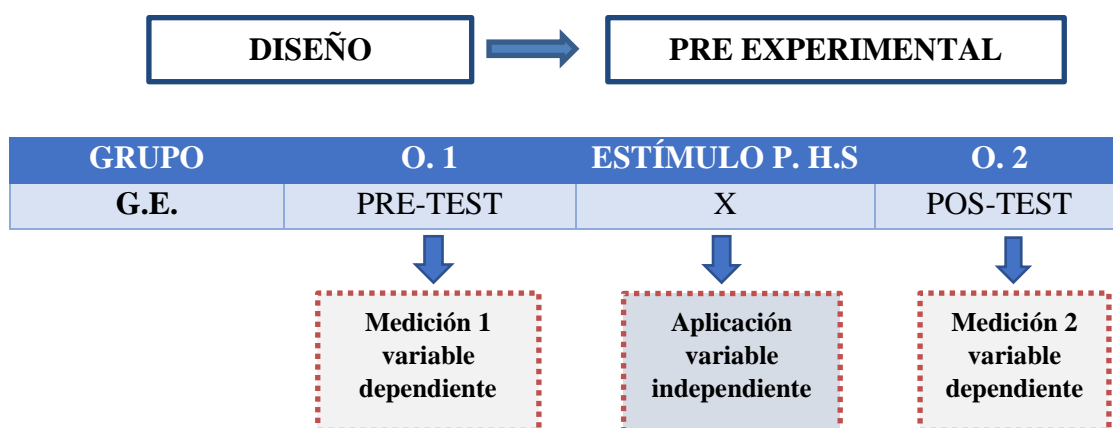 DISEÑO
PRE EXPERIMENTAL
GRUPO O. 1 ESTÍMULO P. H.S O. 2
G.E. PRE-TEST X POS-TEST
Medición 1
variable
dependiente
Aplicación
variable
independiente
Medición 2
variable
dependiente